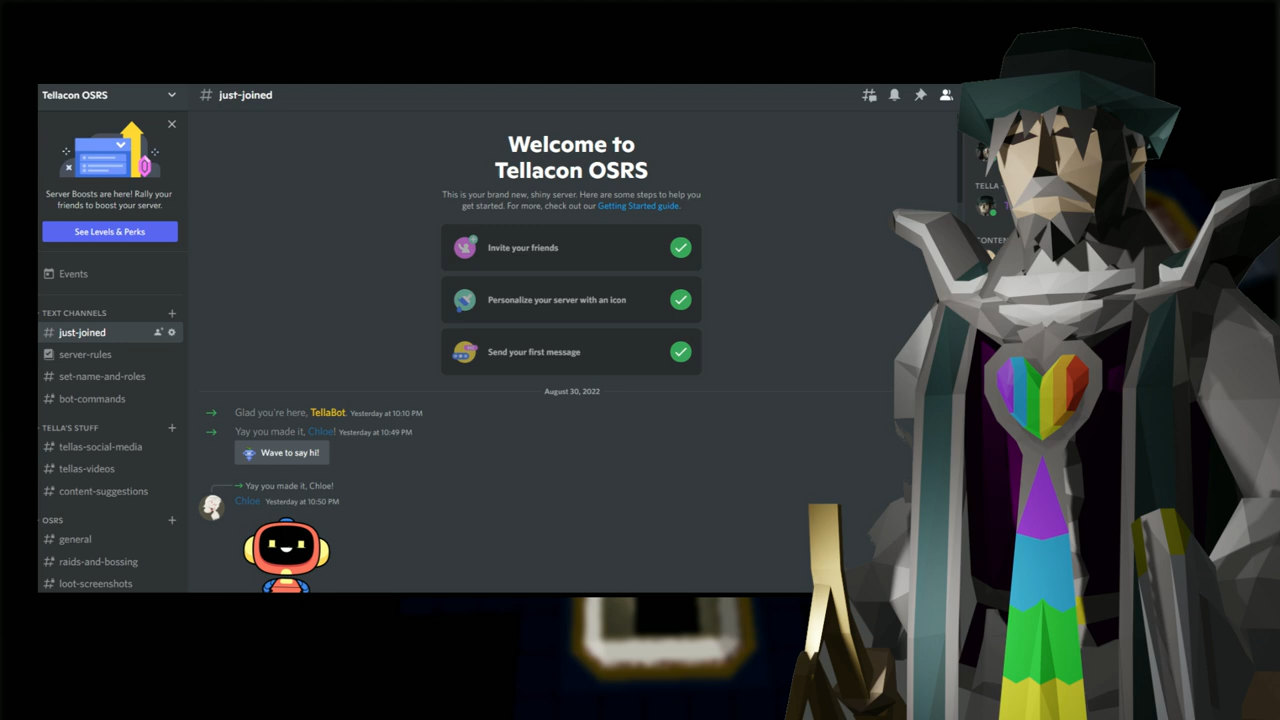 Tellacon OSRS
# just-joined
Server Boosts are here! Rally your
friends to boost your server.
See Levels & Perks
Events
TEXT CHANNELS
just-joined
server-rules
set-name-and-roles
bot-commands
TELLA'S STUFF
tellas-social-media
tellas-videos
content-suggestions
OSRS
general
raids-and-bossing
loot-screenshots
Welcome to
Tellacon OSRS
This is your brand new, shiny server. Here are some steps to help you
get started. For more, check out our Getting Started guide.
Invite your friends
Personalize your server with an icon
Send your first message
August 30, 2022
Glad you're here, TellaBot. Yesterday at 10:10 PM
Yay you made it, Chloe! Yesterday at 10:49 PM
Wave to say hi!
Yay you made it, Chloe!
Chloe Yesterday at 10:50 PM
TELLA -